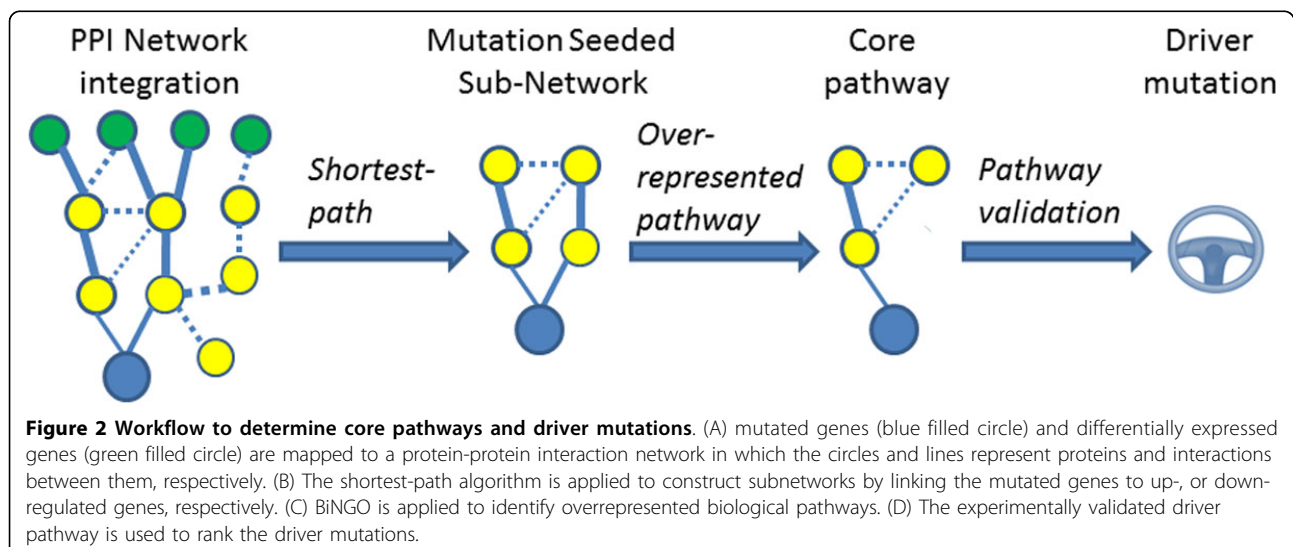 PPI Network
integration
Mutation Seeded
Sub-Network
Core
pathway
Driver
mutation
Shortest-
path
Over-
represented
pathway
Pathway
validation
Figure 2 Workflow to determine core pathways and driver mutations. (A) mutated genes (blue filled circle) and differentially expressed
genes (green filled circle) are mapped to a protein-protein interaction network in which the circles and lines represent proteins and interactions
between them, respectively. (B) The shortest-path algorithm is applied to construct subnetworks by linking the mutated genes to up-, or down-
regulated genes, respectively. (C) BiNGO is applied to identify overrepresented biological pathways. (D) The experimentally validated driver
pathway is used to rank the driver mutations.